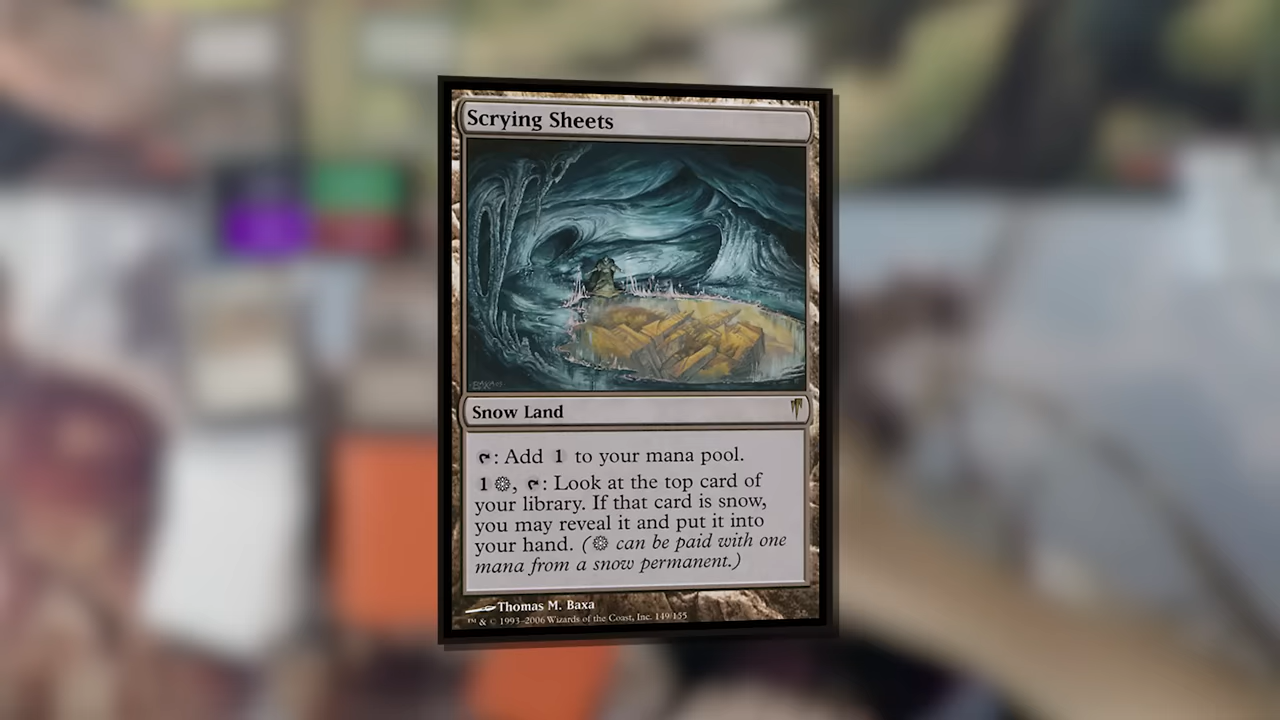 Scrying Sheets
Snow Land
: Add 1 to your mana pool.
1 , : Look at the top card of
your library. If that card is snow,
you may reveal it and put it into
your hand. ( can be paid with one
mana from a snow permanent.)
Thomas M. Baxa
™ & © 1993–2006 Wizards of the Coast, Inc. 149/155